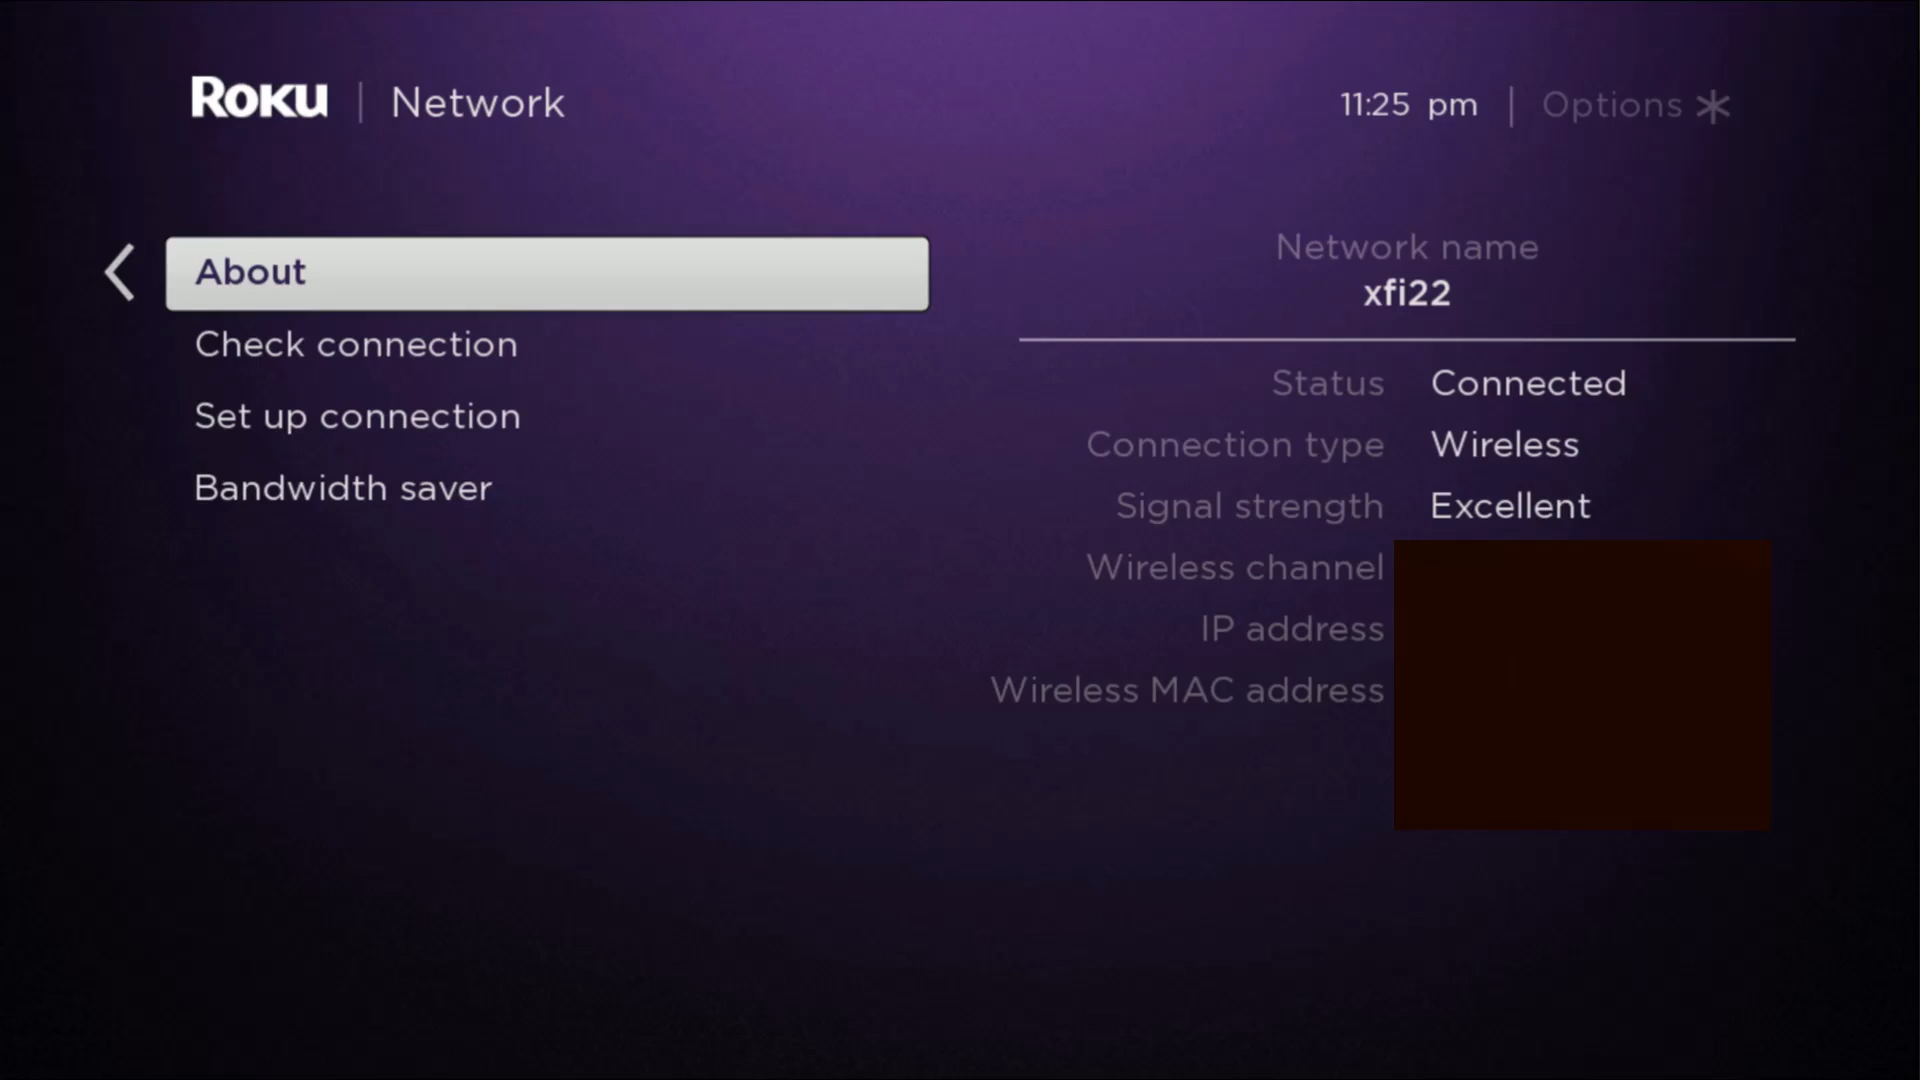 Roku | Network
11:25 pm | Options *
About
Check connection
Set up connection
Bandwidth saver
Network name
xfi22
Status Connected
Connection type Wireless
Signal strength Excellent
Wireless channel
IP address
Wireless MAC address